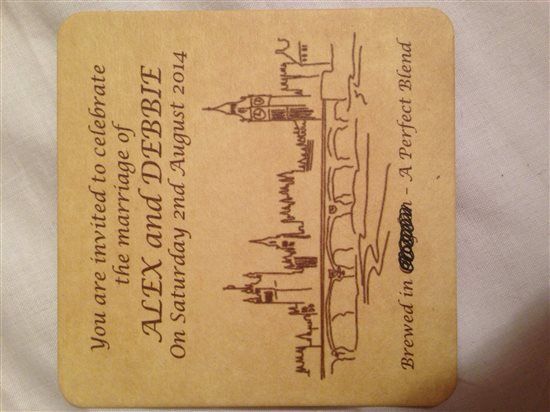 You are invited to celebrate
the marriage of
ALEX and DEBBIE
On Saturday 2nd August 2014
Brewed in - A Perfect Blend